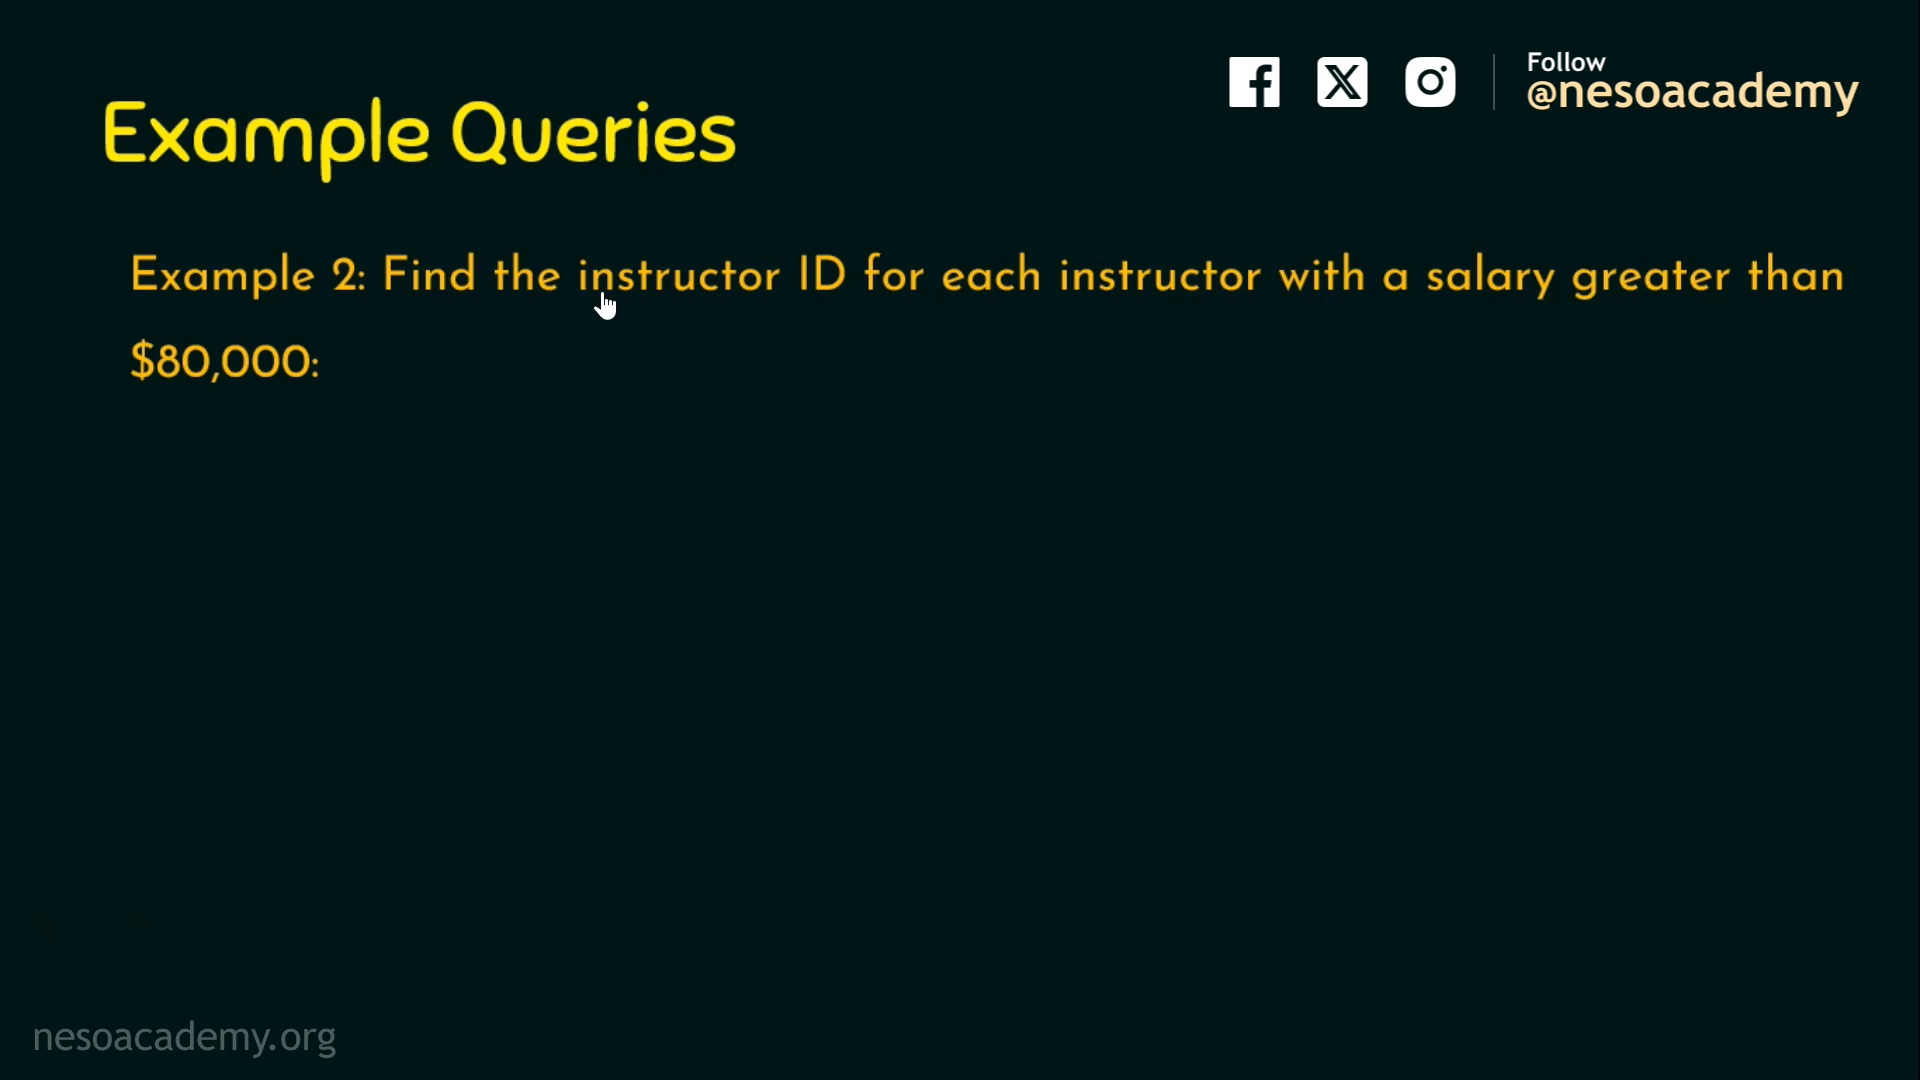 Follow
@nesoacademy
Example Queries
Example 2: Find the instructor ID for each instructor with a salary greater than
$80,000:
nesoacademy.org